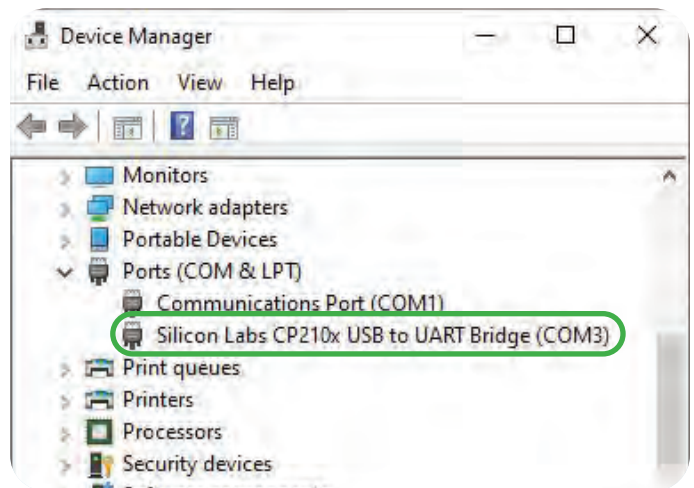 Device Manager
File Action View Help
Monitors
Network adapters
Portable Devices
Ports (COM & LPT)
Communications Port (COM1)
Silicon Labs CP210x USB to UART Bridge (COM3)
Print queues
Printers
Processors
Security devices